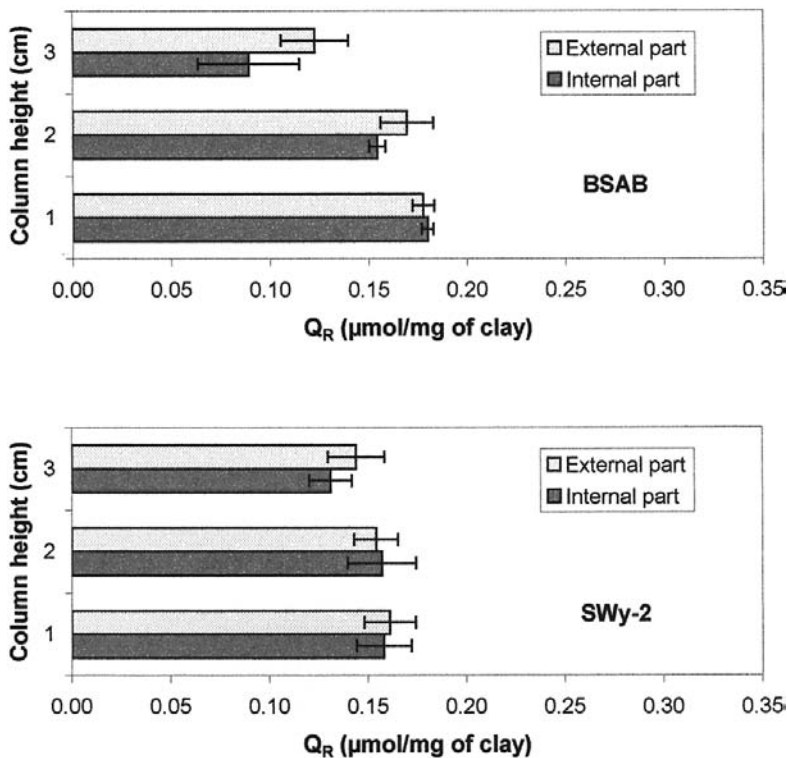 Column height (cm)
3
2
1
External part
Internal part
BSAB
0.00 0.05 0.10 0.15 0.20 0.25 0.30 0.35
Q_R (µmol/mg of clay)
Column height (cm)
3
2
1
External part
Internal part
SWy-2
0.00 0.05 0.10 0.15 0.20 0.25 0.30 0.35
Q_R (µmol/mg of clay)